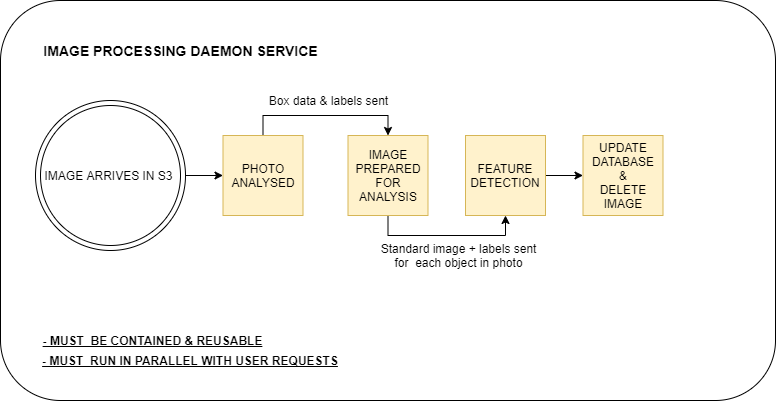 IMAGE PROCESSING DAEMON SERVICE
Box data & labels sent
IMAGE ARRIVES IN S3
PHOTO
ANALYSED
IMAGE
PREPARED
FOR
ANALYSIS
FEATURE
DETECTION
UPDATE
DATABASE
&
DELETE
IMAGE
Standard image + labels sent
for each object in photo
- MUST BE CONTAINED & REUSABLE
- MUST RUN IN PARALLEL WITH USER REQUESTS